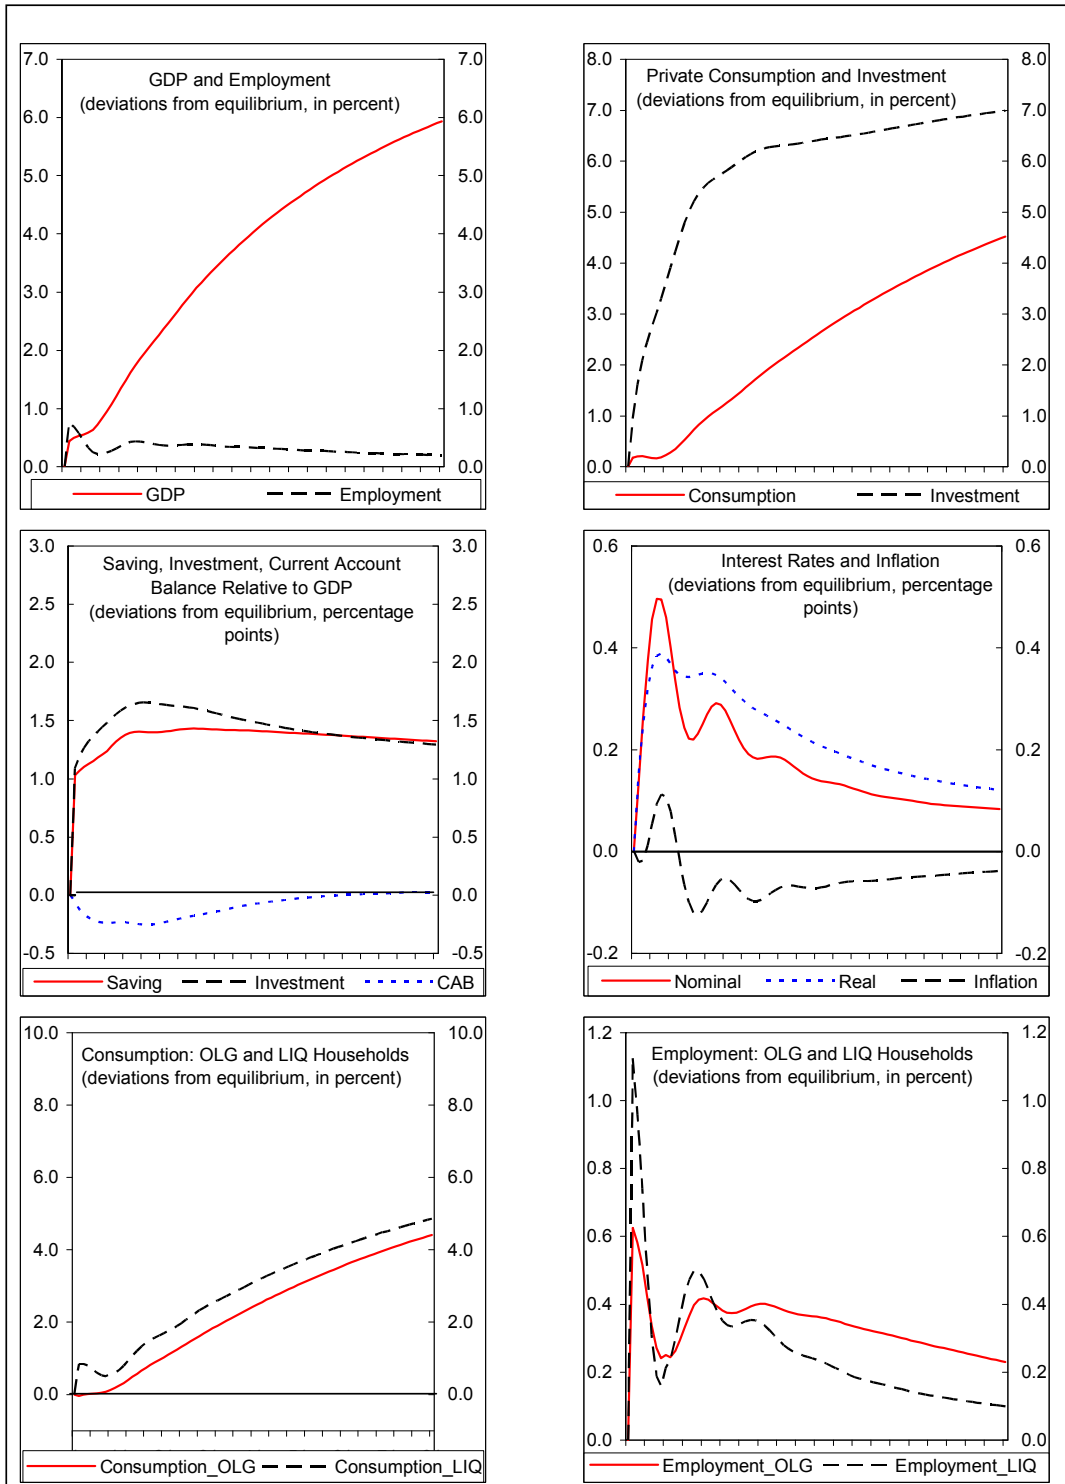 7.0 7.0
GDP and Employment
(deviations from equilibrium, in percent)
6.0 6.0
5.0 5.0
4.0 4.0
3.0 3.0
2.0 2.0
1.0 1.0
0.0 0.0
GDP Employment
8.0 8.0
Private Consumption and Investment
(deviations from equilibrium, in percent)
7.0 7.0
6.0 6.0
5.0 5.0
4.0 4.0
3.0 3.0
2.0 2.0
1.0 1.0
0.0 0.0
Consumption Investment
3.0 3.0
Saving, Investment, Current Account
Balance Relative to GDP
2.5 2.5
(deviations from equilibrium, percentage
points)
2.0 2.0
1.5 1.5
1.0 1.0
0.5 0.5
0.0 0.0
-0.5 -0.5
Saving Investment CAB
0.6 0.6
Interest Rates and Inflation
(deviations from equilibrium, percentage
points)
0.4 0.4
0.2 0.2
0.0 0.0
-0.2 -0.2
Nominal Real Inflation
10.0 10.0
Consumption: OLG and LIQ Households
(deviations from equilibrium, in percent)
8.0 8.0
6.0 6.0
4.0 4.0
2.0 2.0
0.0 0.0
Consumption_OLG Consumption_LIQ
1.2 1.2
Employment: OLG and LIQ Households
(deviations from equilibrium, in percent)
1.0 1.0
0.8 0.8
0.6 0.6
0.4 0.4
0.2 0.2
0.0 0.0
Employment_OLG Employment_LIQ